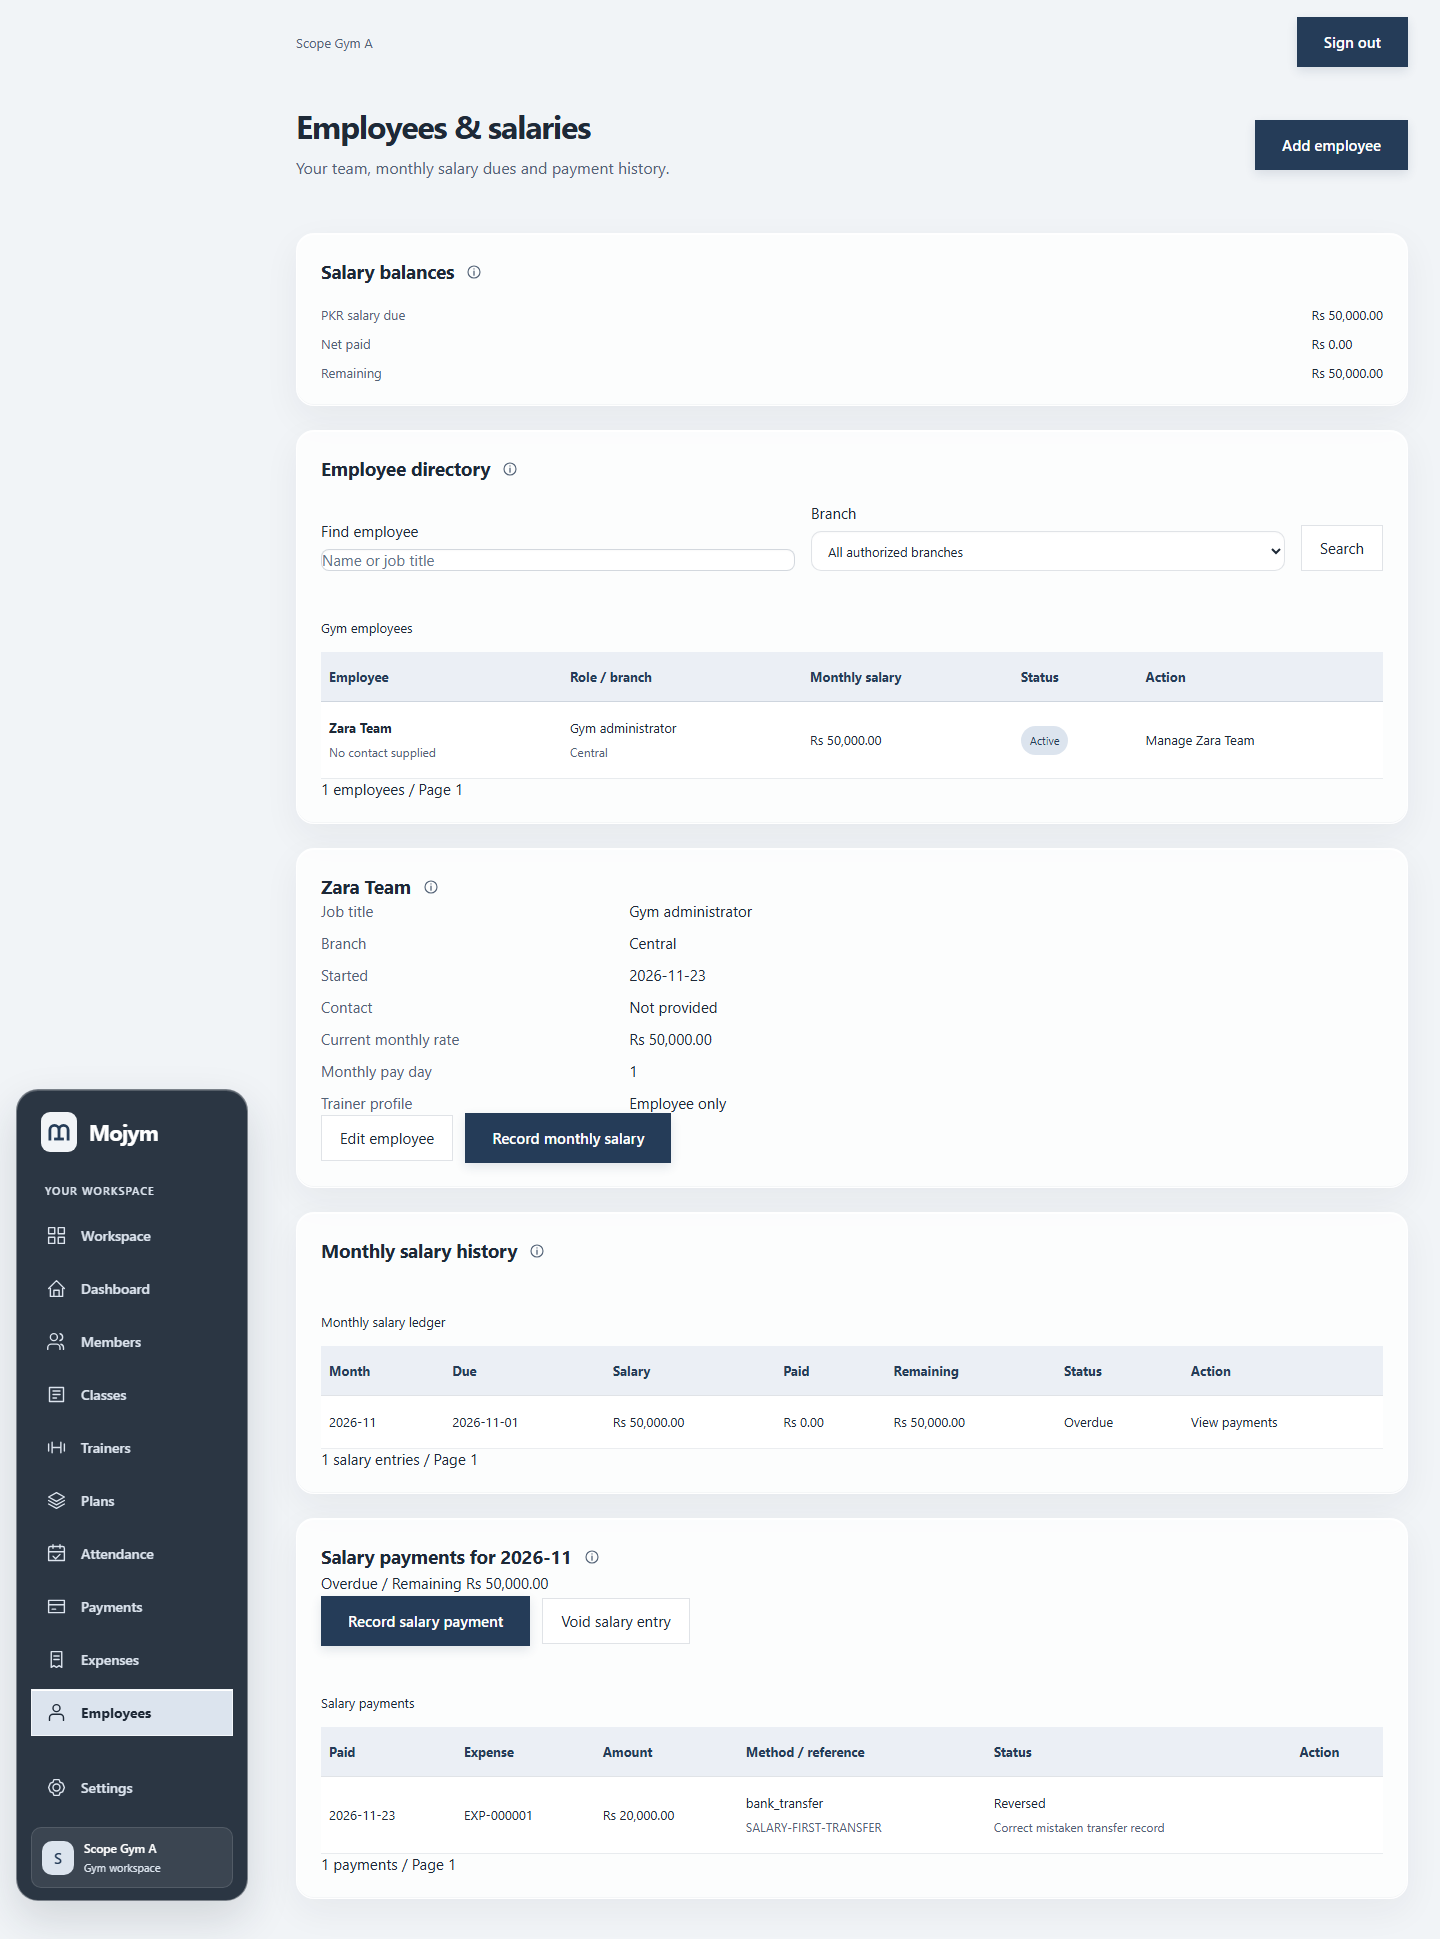 Scope Gym A
Sign out
Employees & salaries
Add employee
Your team, monthly salary dues and payment history.
Salary balances
PKR salary due Rs 50,000.00
Net paid Rs 0.00
Remaining Rs 50,000.00
Employee directory
Find employee
Name or job title
Branch
All authorized branches
Search
Gym employees
Employee Role / branch Monthly salary Status Action
Zara Team Gym administrator Rs 50,000.00 Active Manage Zara Team
No contact supplied Central
1 employees / Page 1
Zara Team
Job title Gym administrator
Branch Central
Started 2026-11-23
Contact Not provided
Current monthly rate Rs 50,000.00
Monthly pay day 1
Trainer profile Employee only
Edit employee Record monthly salary
Monthly salary history
Monthly salary ledger
Month Due Salary Paid Remaining Status Action
2026-11 2026-11-01 Rs 50,000.00 Rs 0.00 Rs 50,000.00 Overdue View payments
1 salary entries / Page 1
Salary payments for 2026-11
Overdue / Remaining Rs 50,000.00
Record salary payment Void salary entry
Salary payments
Paid Expense Amount Method / reference Status Action
2026-11-23 EXP-000001 Rs 20,000.00 bank_transfer Reversed
SALARY-FIRST-TRANSFER Correct mistaken transfer record
1 payments / Page 1
Mojym
YOUR WORKSPACE
Workspace
Dashboard
Members
Classes
Trainers
Plans
Attendance
Payments
Expenses
Employees
Settings
S
Scope Gym A
Gym workspace